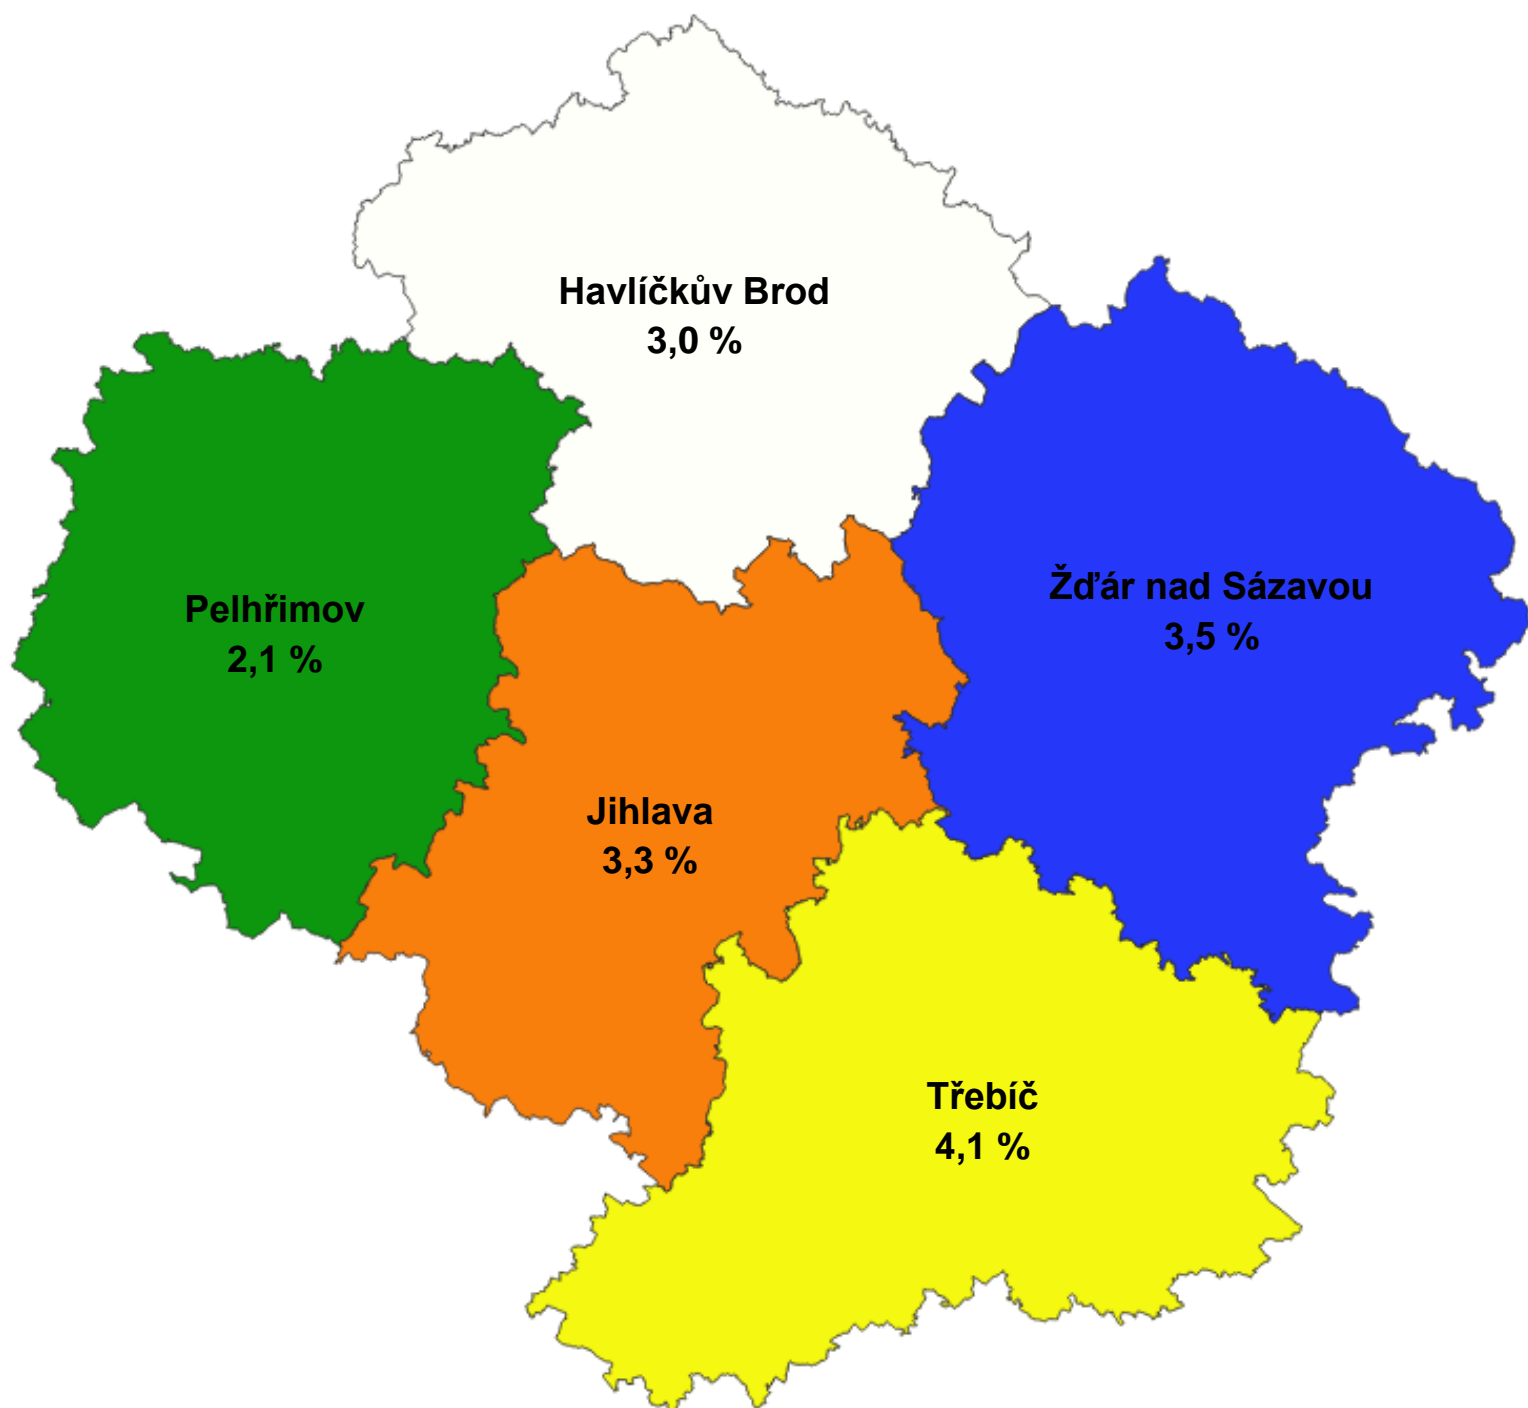 Havlíčkův Brod
3,0 %
Žďár nad Sázavou
3,5 %
Pelhřimov
2,1 %
Jihlava
3,3 %
Třebíč
4,1 %